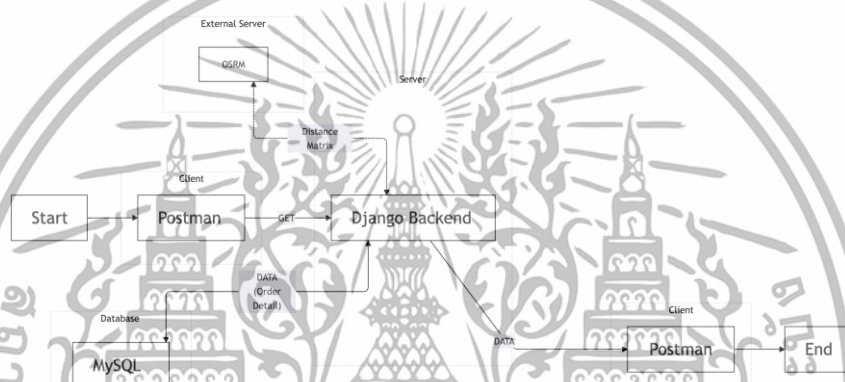 External Server
OSRM
Server
Distance
Matrix
Client
Start
Postman
GET
Django Backend
DATA
(Order
Detail)
Database
MySQL
DATA
Client
Postman
End